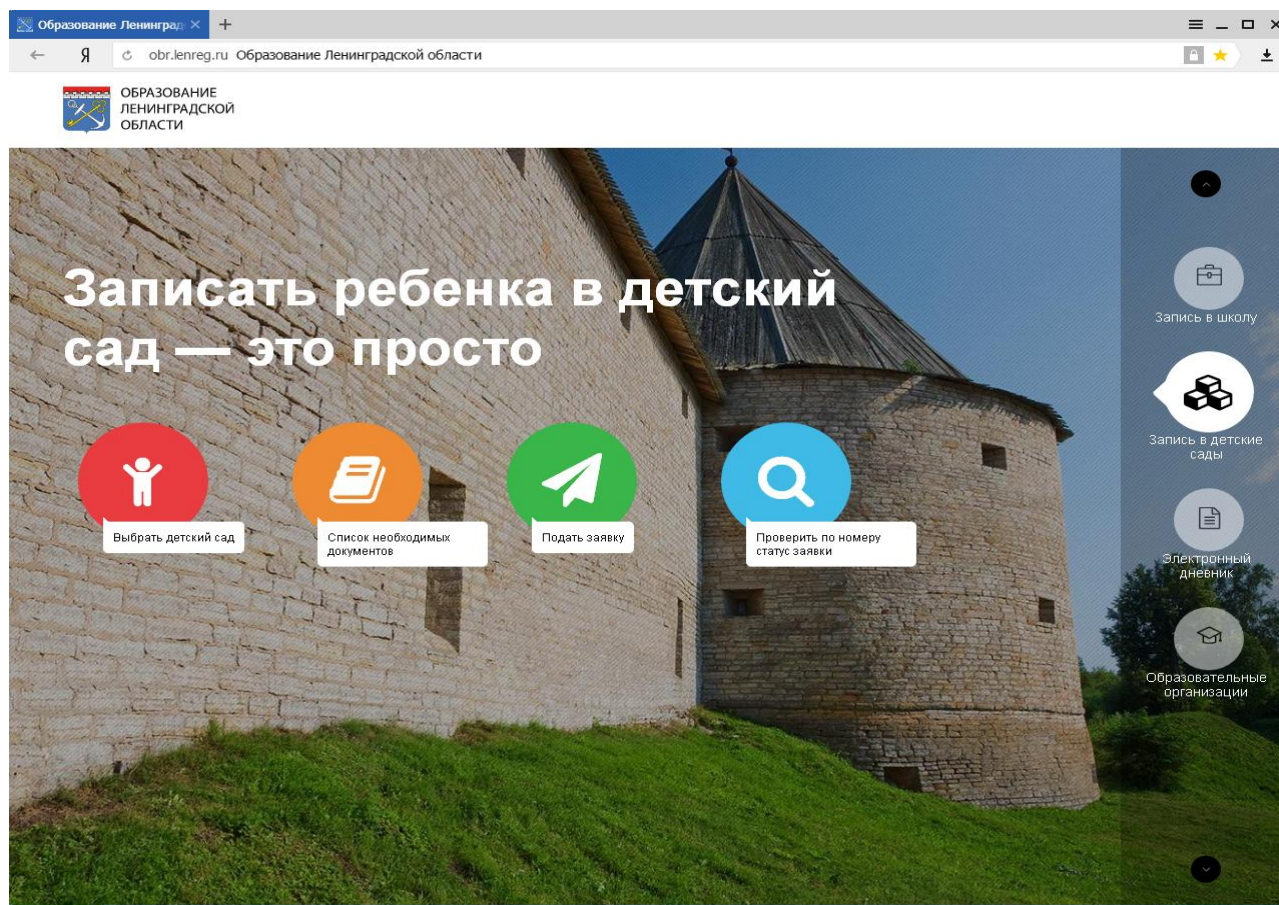 Образование Ленинград
obr.lenreg.ru Образование Ленинградской области
ОБРАЗОВАНИЕ
ЛЕНИНГРАДСКОЙ
ОБЛАСТИ
Записать ребенка в детский
сад — это просто
Выбрать детский сад
Список необходимых
документов
Подать заявку
Проверить по номеру
статус заявки
Запись в школу
Запись в детские
сады
Электронный
дневник
Образовательные
организации